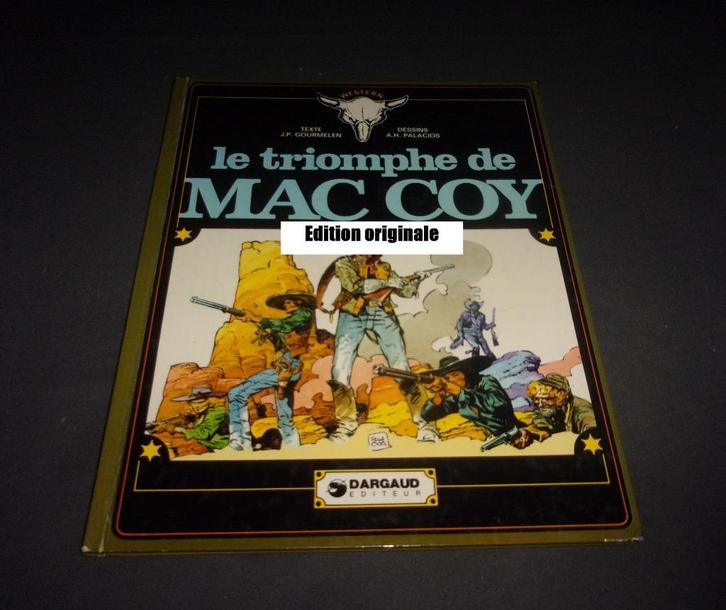 WESTERN
TEXTE
J.P. GOURMELEN
DESSINS
A.H. PALACIOS
le triomphe de
MAC COY
Edition originale
DARGAUD
EDITEUR